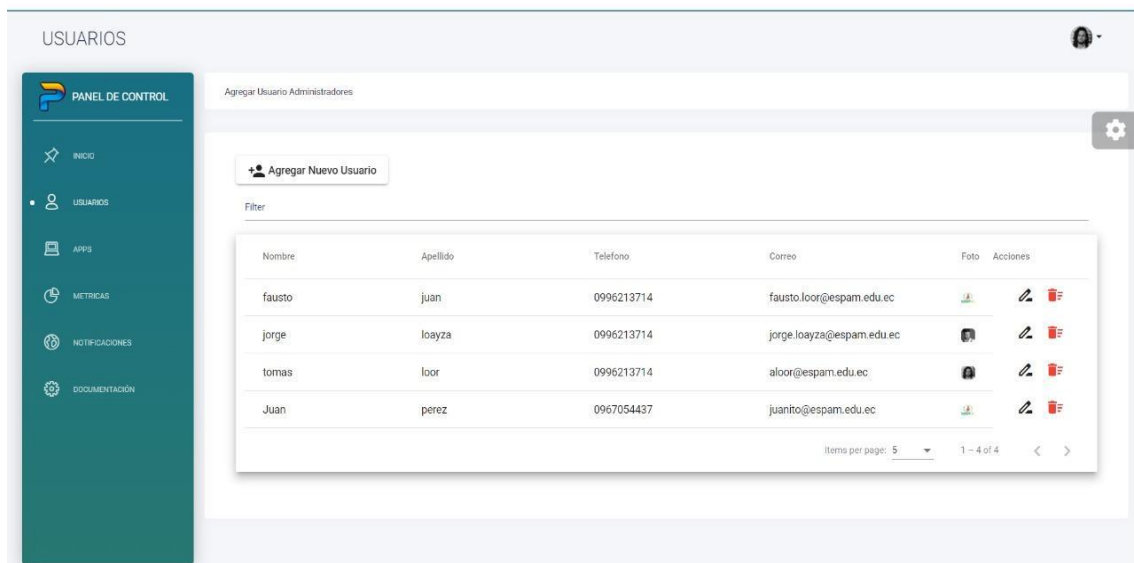 USUARIOS
PANEL DE CONTROL
INICIO
USUARIOS
APPS
METRICAS
NOTIFICACIONES
DOCUMENTACIÓN
Agregar Usuario Administradores
Agregar Nuevo Usuario
Filter
Nombre Apellido Telefono Correo Foto Acciones
fausto juan 0996213714 fausto.loor@espam.edu.ec
jorge loayza 0996213714 jorge.loayza@espam.edu.ec
tomas loor 0996213714 aloor@espam.edu.ec
Juan perez 0967054437 juanito@espam.edu.ec
Items per page: 5 1 – 4 of 4